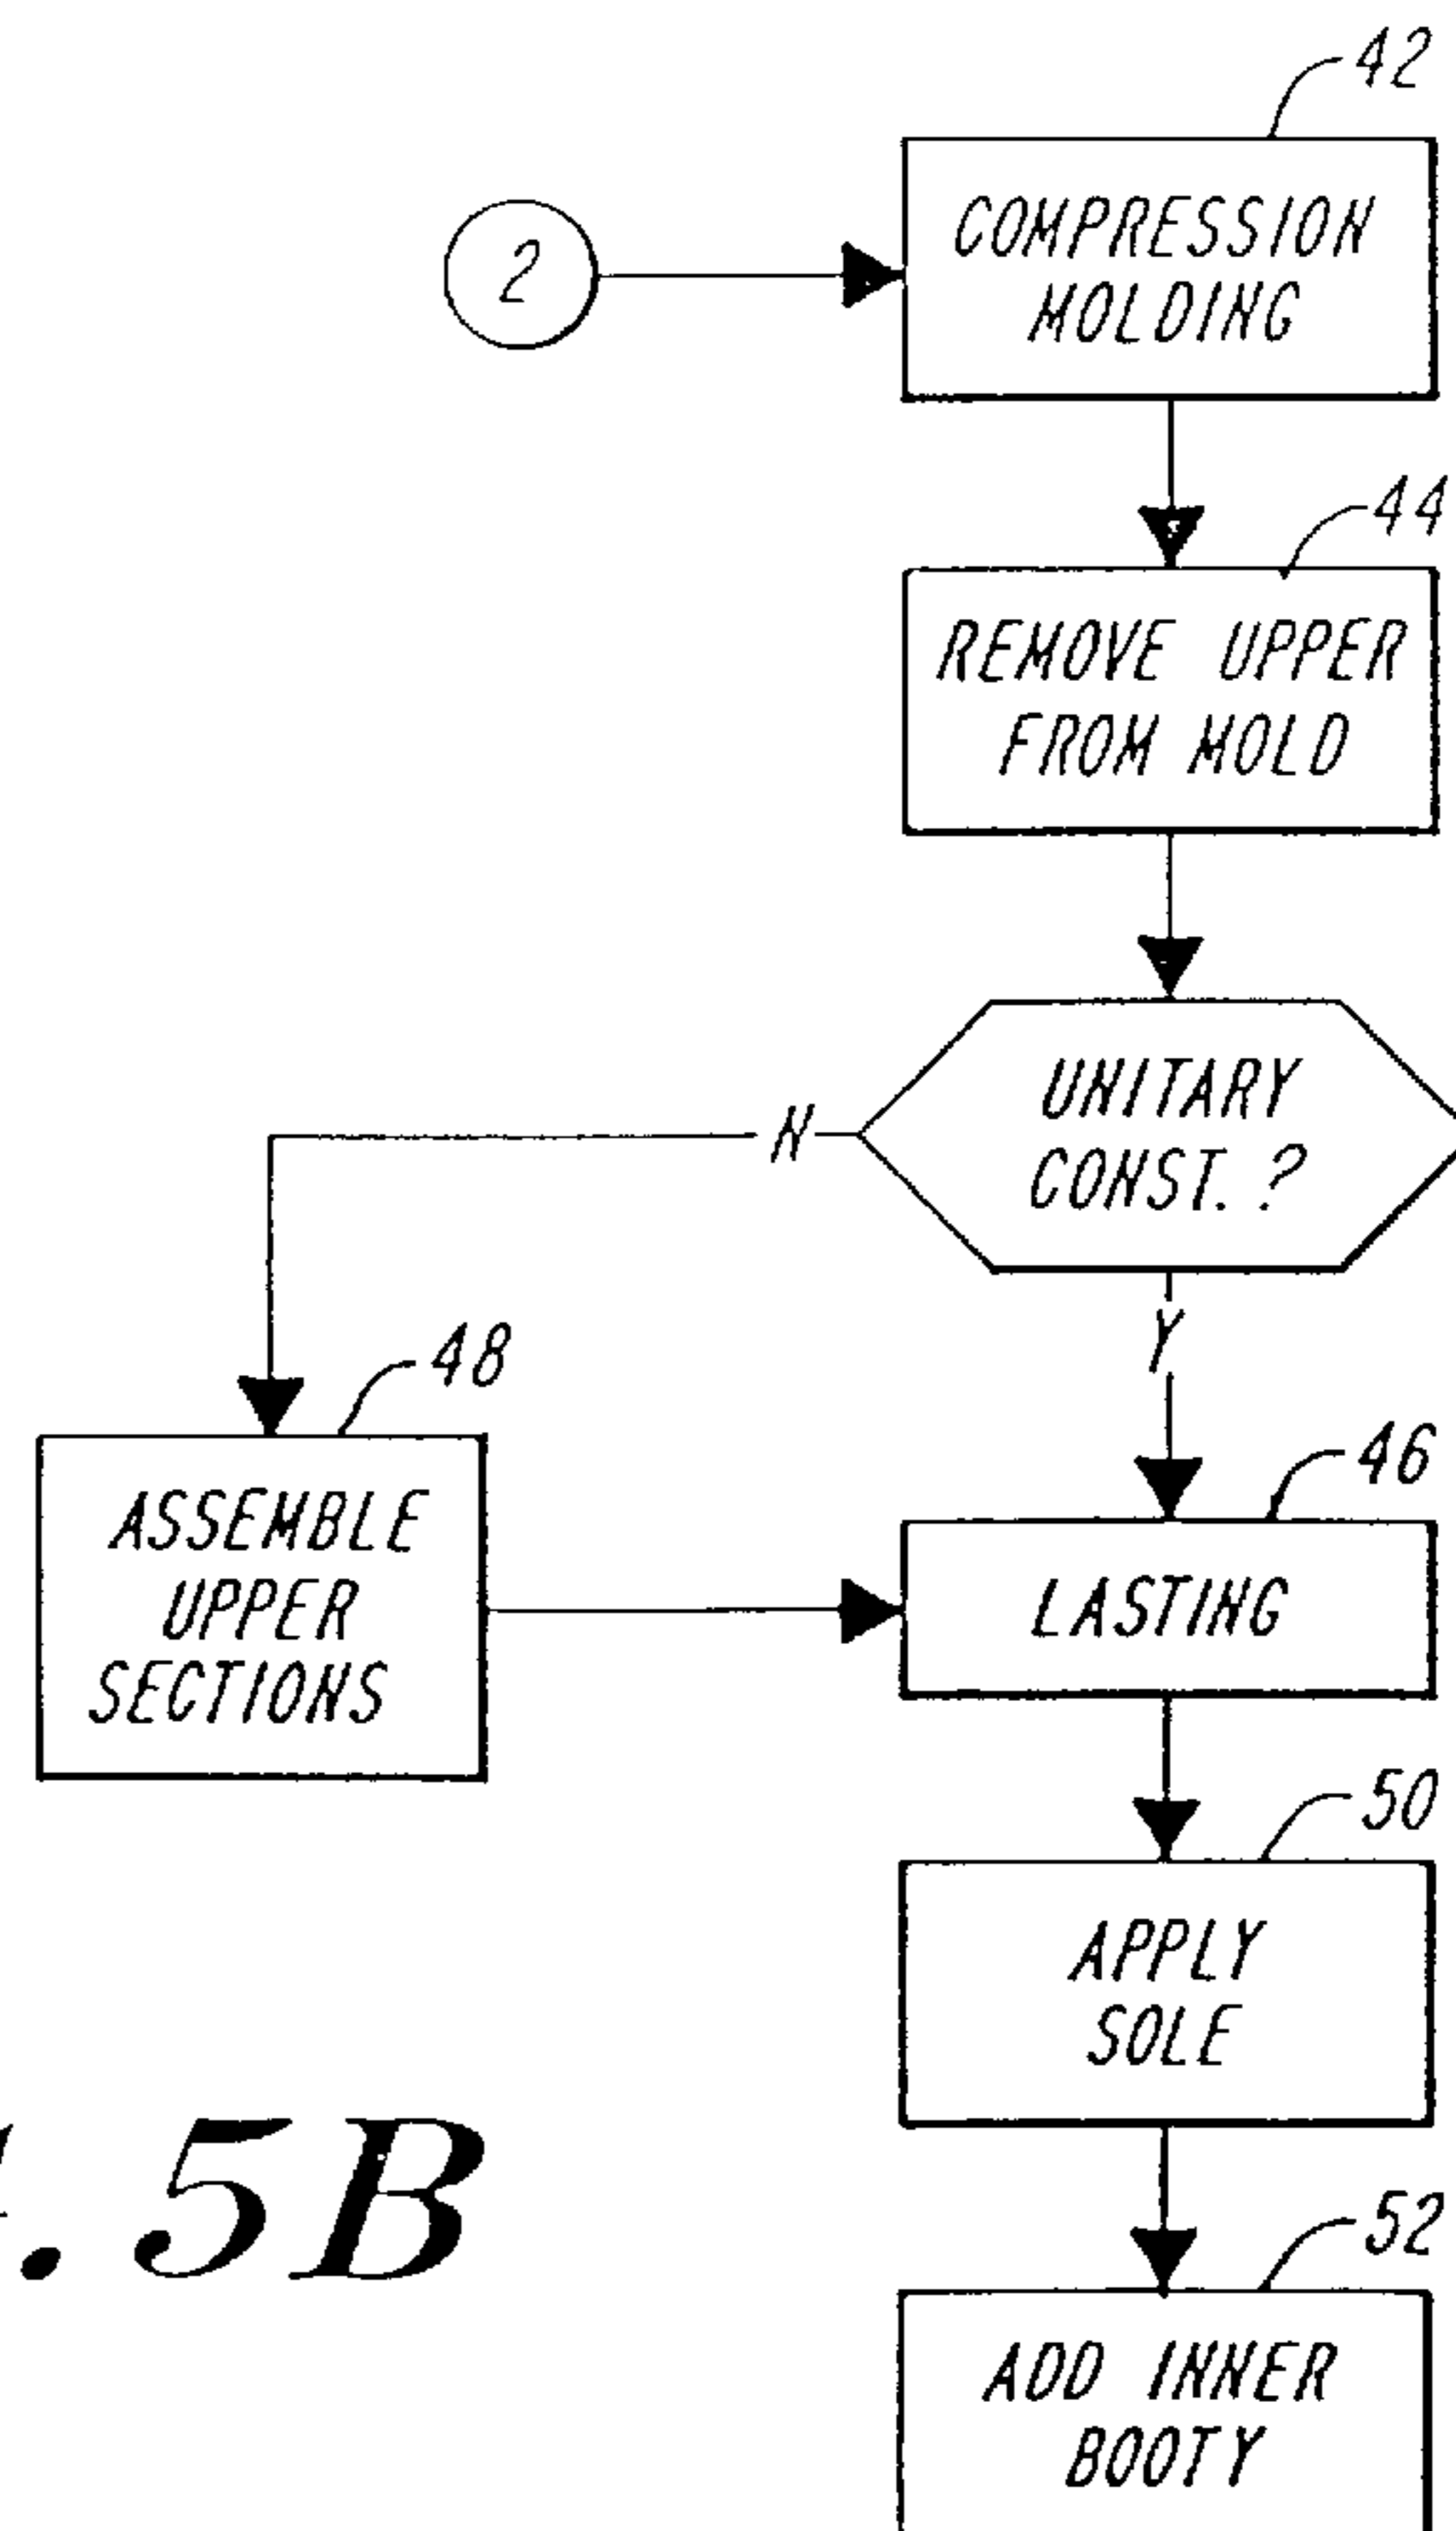 42
2
COMPRESSION
MOLDING
44
REMOVE UPPER
FROM MOLD
UNITARY
CONST. ?
N
Y
48
ASSEMBLE
UPPER
SECTIONS
46
LASTING
50
APPLY
SOLE
. 5B
52
ADD INNER
BOOTY